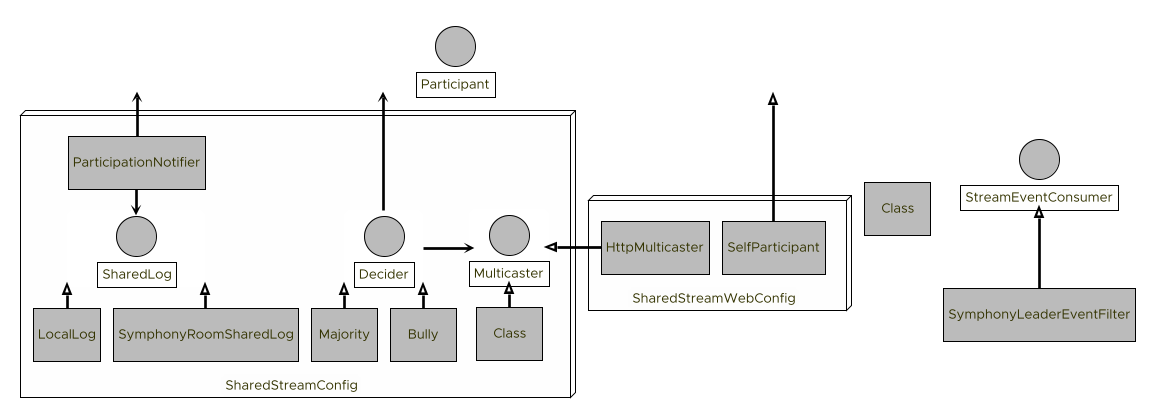 Participant
ParticipationNotifier
Class
StreamEventConsumer
HttpMulticaster
SelfParticipant
SharedLog
Decider
Multicaster
SharedStreamWebConfig
SymphonyLeaderEventFilter
LocalLog
SymphonyRoomSharedLog
Majority
Bully
Class
SharedStreamConfig